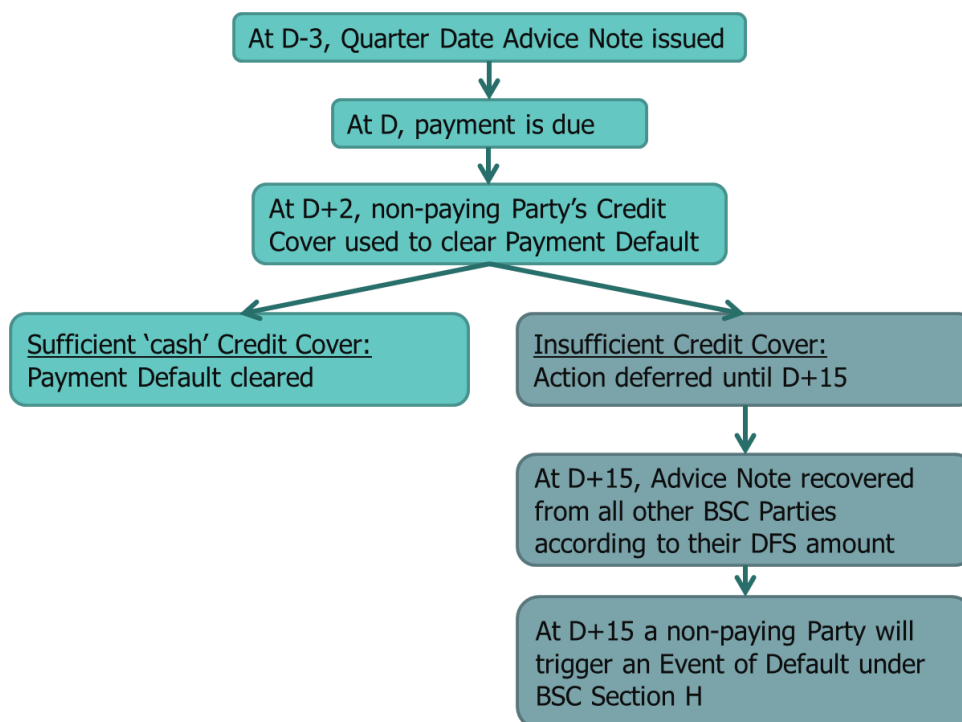 At D-3, Quarter Date Advice Note issued
At D, payment is due
At D+2, non-paying Party's Credit
Cover used to clear Payment Default
Sufficient ‘cash’ Credit Cover:
Payment Default cleared
Insufficient Credit Cover:
Action deferred until D+15
At D+15, Advice Note recovered
from all other BSC Parties
according to their DFS amount
At D+15 a non-paying Party will
trigger an Event of Default under
BSC Section H